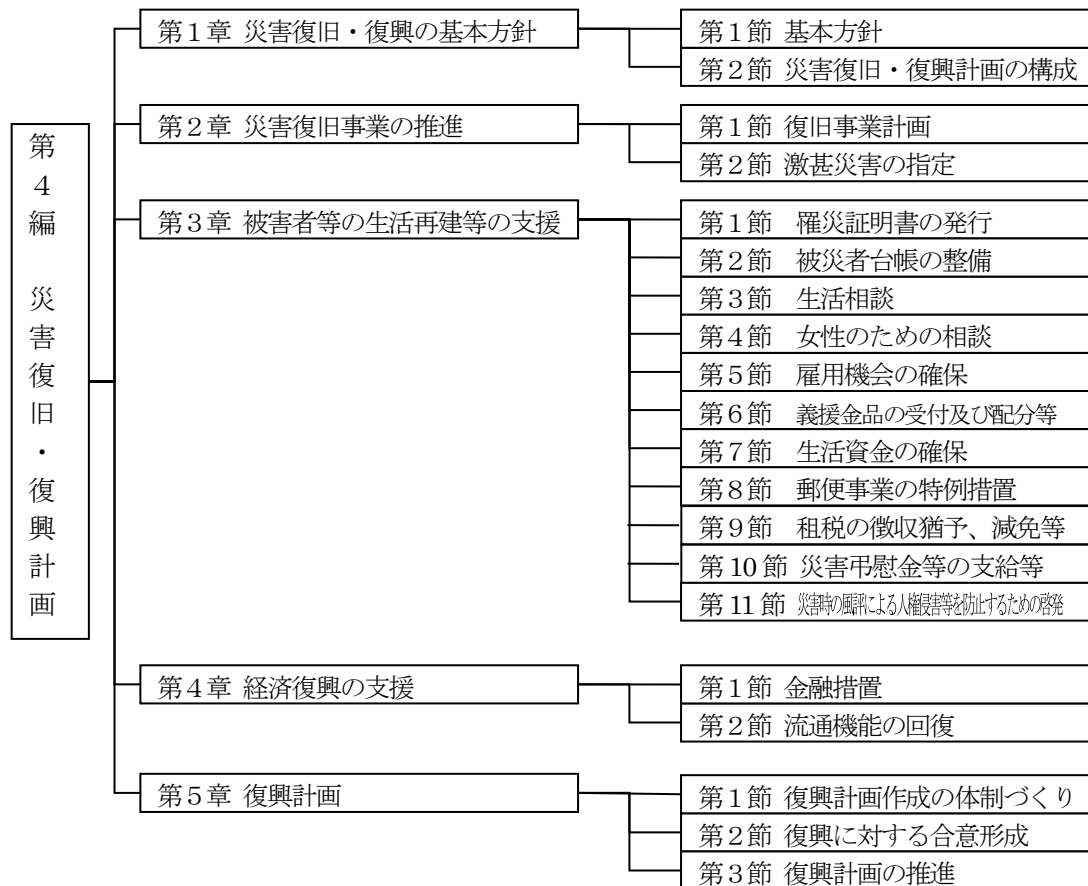 第4編 災害復旧・復興計画
第1章 災害復旧・復興の基本方針
第1節 基本方針
第2節 災害復旧・復興計画の構成
第2章 災害復旧事業の推進
第1節 復旧事業計画
第2節 激甚災害の指定
第3章 被害者等の生活再建等の支援
第1節 罹災証明書の発行
第2節 被災者台帳の整備
第3節 生活相談
第4節 女性のための相談
第5節 雇用機会の確保
第6節 義援金品の受付及び配分等
第7節 生活資金の確保
第8節 郵便事業の特例措置
第9節 租税の徴収猶予、減免等
第10節 災害弔慰金等の支給等
第11節 災害時の風評による人権侵害等を防止するための啓発
第4章 経済復興の支援
第1節 金融措置
第2節 流通機能の回復
第5章 復興計画
第1節 復興計画作成の体制づくり
第2節 復興に対する合意形成
第3節 復興計画の推進